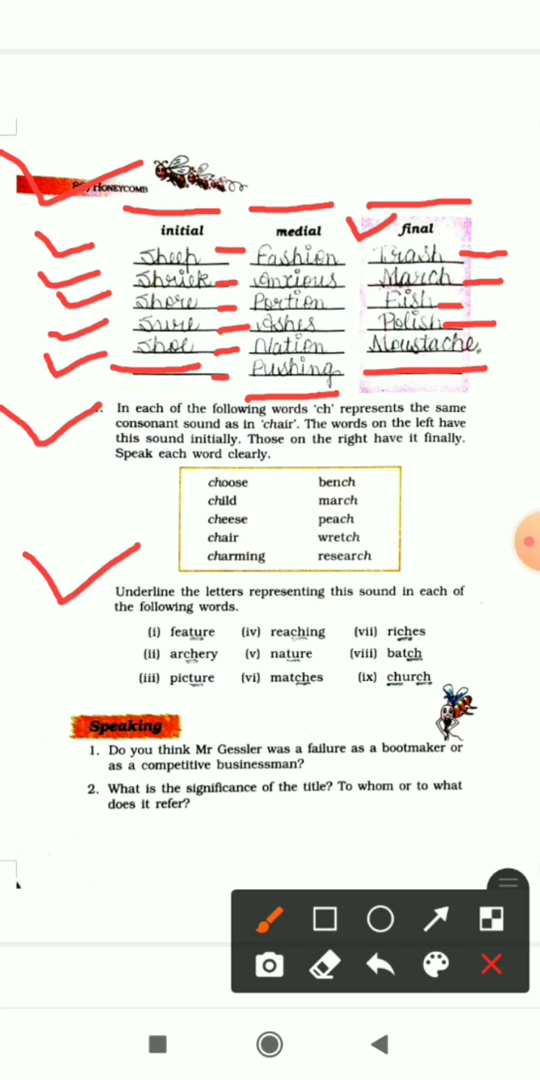 HONEYCOMB
initial medial final
Sheep Fashion Trash
Shriek Anxious March
Shore Portion Fish
Sure Ashes Polish
Shoe Nation Moustache.
Pushing
In each of the following words 'ch' represents the same
consonant sound as in 'chair'. The words on the left have
this sound initially. Those on the right have it finally.
Speak each word clearly.
choose bench
child march
cheese peach
chair wretch
charming research
Underline the letters representing this sound in each of
the following words.
(i) feature (iv) reaching (vii) riches
(ii) archery (v) nature (viii) batch
(iii) picture (vi) matches (ix) church
Speaking
1. Do you think Mr Gessler was a failure as a bootmaker or
as a competitive businessman?
2. What is the significance of the title? To whom or to what
does it refer?